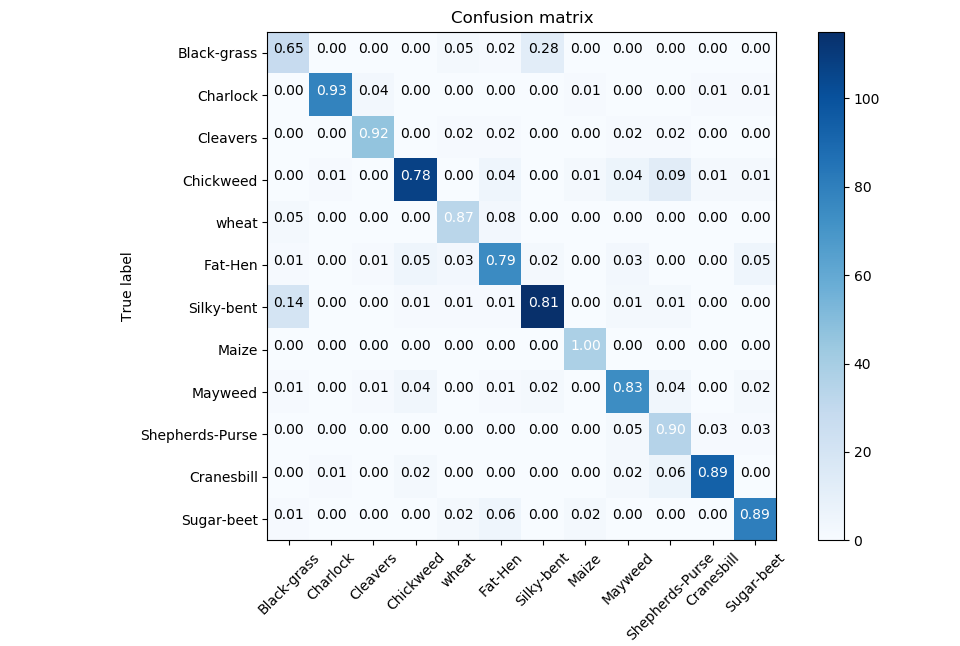 Confusion matrix
Black-grass 0.65 0.00 0.00 0.00 0.05 0.02 0.28 0.00 0.00 0.00 0.00 0.00
Charlock 0.00 0.93 0.04 0.00 0.00 0.00 0.00 0.01 0.00 0.00 0.01 0.01
Cleavers 0.00 0.00 0.92 0.00 0.02 0.02 0.00 0.00 0.02 0.02 0.00 0.00
Chickweed 0.00 0.01 0.00 0.78 0.00 0.04 0.00 0.01 0.04 0.09 0.01 0.01
wheat 0.05 0.00 0.00 0.00 0.87 0.08 0.00 0.00 0.00 0.00 0.00 0.00
Fat-Hen 0.01 0.00 0.01 0.05 0.03 0.79 0.02 0.00 0.03 0.00 0.00 0.05
Silky-bent 0.14 0.00 0.00 0.01 0.01 0.01 0.81 0.00 0.01 0.01 0.00 0.00
Maize 0.00 0.00 0.00 0.00 0.00 0.00 0.00 1.00 0.00 0.00 0.00 0.00
Mayweed 0.01 0.00 0.01 0.04 0.00 0.01 0.02 0.00 0.83 0.04 0.00 0.02
Shepherds-Purse 0.00 0.00 0.00 0.00 0.00 0.00 0.00 0.00 0.05 0.90 0.03 0.03
Cranesbill 0.00 0.01 0.00 0.02 0.00 0.00 0.00 0.00 0.02 0.06 0.89 0.00
Sugar-beet 0.01 0.00 0.00 0.00 0.02 0.06 0.00 0.02 0.00 0.00 0.00 0.89
True label
Black-grass Charlock Cleavers Chickweed wheat Fat-Hen Silky-bent Maize Mayweed Shepherds-Purse Cranesbill Sugar-beet
100
80
60
40
20
0